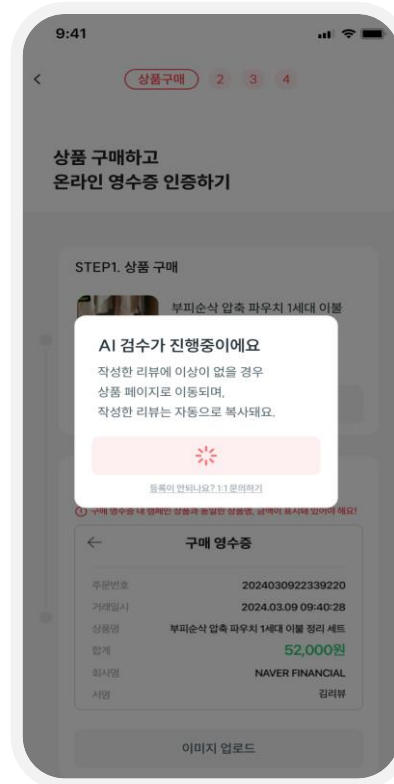 9:41
상품구매 2 3 4
상품 구매하고
온라인 영수증 인증하기
STEP1. 상품 구매
부피순삭 압축 파우치 1세대 이불
AI 검수가 진행중이에요
작성한 리뷰에 이상이 없을 경우
상품 페이지로 이동되며,
작성한 리뷰는 자동으로 복사돼요.
등록이 안되나요? 1:1 문의하기
구매 영수증 내 캠페인 상품과 동일한 상품명, 금액이 표시돼 있어야 해요!
구매 영수증
주문번호 2024030922339220
거래일시 2024.03.09 09:40:28
상품명 부피순삭 압축 파우치 1세대 이불 정리 세트
합계 52,000원
회사명 NAVER FINANCIAL
서명 김리뷰
이미지 업로드